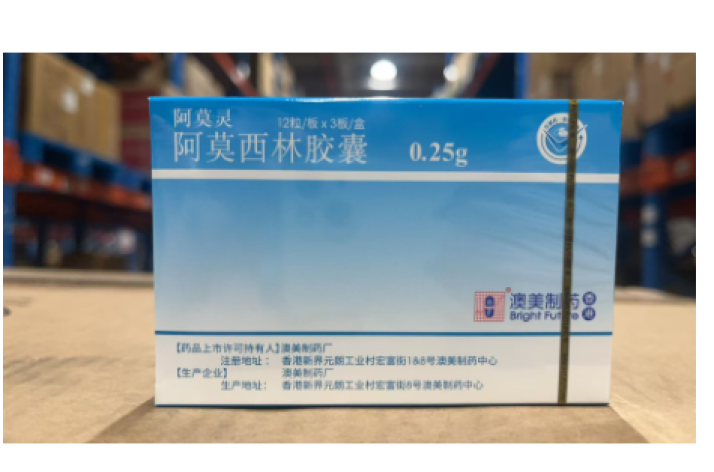 阿莫灵
12粒/板 x 3板/盒
阿莫西林胶囊 0.25g
澳美制药
Bright Future
【药品上市许可持有人】澳美制药厂
注册地址： 香港新界元朗工业村宏富街1&8号澳美制药中心
【生产企业】 澳美制药厂
生产地址： 香港新界元朗工业村宏富街6号澳美制药中心